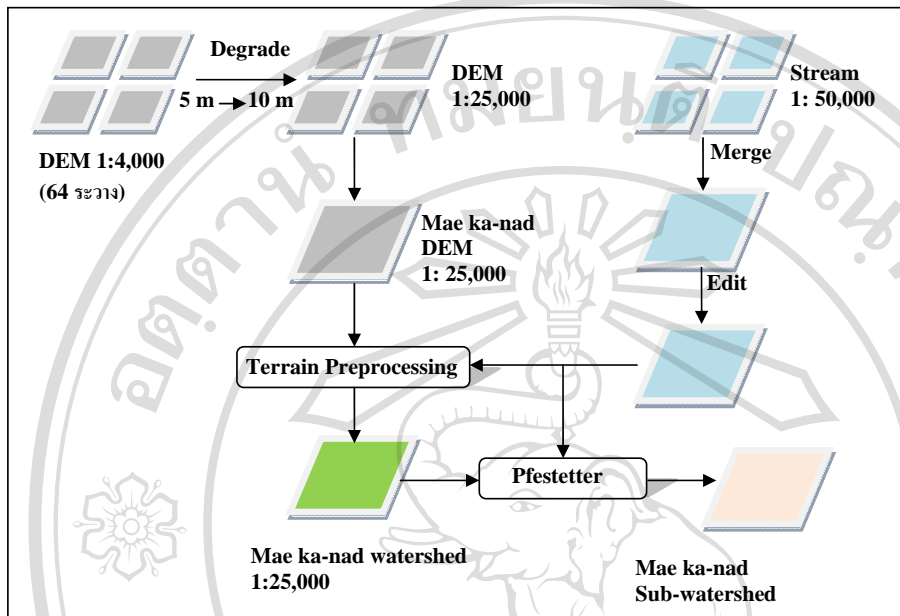 Degrade
5 m → 10 m
DEM 1:4,000
(64 ระวาง)
DEM
1:25,000
Stream
1: 50,000
Merge
Mae ka-nad
DEM
1: 25,000
Edit
Terrain Preprocessing
Pfestetter
Mae ka-nad watershed
1:25,000
Mae ka-nad
Sub-watershed